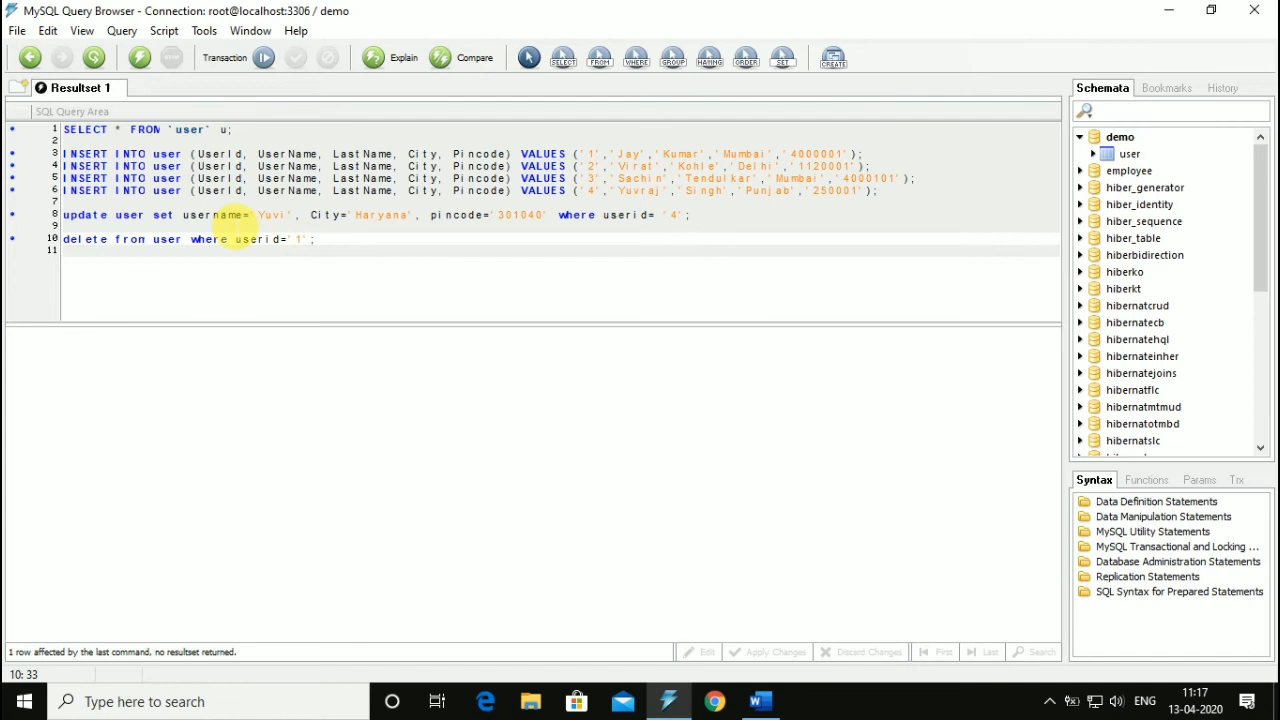 MySQL Query Browser - Connection: root@localhost:3306 / demo
File Edit View Query Script Tools Window Help
Transaction Explain Compare SELECT FROM WHERE GROUP HAVING ORDER SET CREATE
Resultset 1
SQL Query Area
1 SELECT * FROM `user` u;
2
3 INSERT INTO user (UserId, UserName, LastName, City, Pincode) VALUES ('1','Jay','Kumar','Mumbai','4000001');
4 INSERT INTO user (UserId, UserName, LastName, City, Pincode) VALUES ('2','Virat','Kohle','Delhi','1120001');
5 INSERT INTO user (UserId, UserName, LastName, City, Pincode) VALUES ('3','Sachin','Tendulkar','Mumbai','4000101');
6 INSERT INTO user (UserId, UserName, LastName, City, Pincode) VALUES ('4','Yuvraj','Singh','Punjab','250001');
7
8 update user set username='Yuvi', City='Haryana', pincode='301040' where userid= '4';
9
10 delete from user where userid='1';
11
Schemata Bookmarks History
demo
user
employee
hiber_generator
hiber_identity
hiber_sequence
hiber_table
hiberbidirection
hiberko
hiberkt
hibernatcrud
hibernatecb
hibernatehql
hibernateinher
hibernatejoins
hibernatflc
hibernatmtmud
hibernatotmbd
hibernatslc
Syntax Functions Params Trx
Data Definition Statements
Data Manipulation Statements
MySQL Utility Statements
MySQL Transactional and Locking ...
Database Administration Statements
Replication Statements
SQL Syntax for Prepared Statements
1 row affected by the last command, no resultset returned.
Edit Apply Changes Discard Changes First Last Search
10: 33
Type here to search
ENG
11:17
13-04-2020